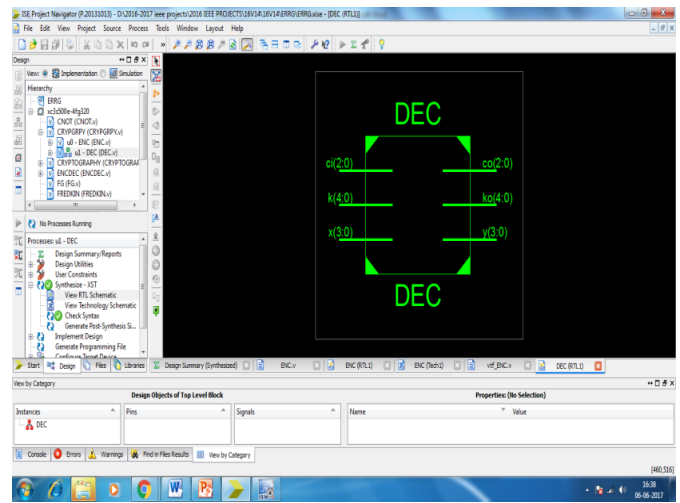 ISE Project Navigator (P.20131013) - D:\2016-2017 ieee projects\2016 IEEE PROJECTS\16V14\16V14\ERRG\ERRG.xise - [DEC (RTL1)]
File Edit View Project Source Process Tools Window Layout Help
Design
View: Implementation Simulation
Hierarchy
ERRG
xc3s500e-4fg320
CNOT (CNOT.v)
CRYPGRPY (CRYPGRPY.v)
u0 - ENC (ENC.v)
u1 - DEC (DEC.v)
CRYPTOGRAPHY (CRYPTOGRAF
ENCDEC (ENCDEC.v)
FG (FG.v)
FREDKIN (FREDKIN.v)
No Processes Running
Processes: u1 - DEC
Design Summary/Reports
Design Utilities
User Constraints
Synthesize - XST
View RTL Schematic
View Technology Schematic
Check Syntax
Generate Post-Synthesis Si...
Implement Design
Generate Programming File
Configure Target Device
DEC
ci(2:0) co(2:0)
k(4:0) ko(4:0)
x(3:0) y(3:0)
DEC
Start Design Files Libraries Design Summary (Synthesized) ENC.v ENC (RTL1) ENC (Tech1) vtf_ENC.v DEC (RTL1)
View by Category
Design Objects of Top Level Block Properties: (No Selection)
Instances Pins Signals Name Value
DEC
Console Errors Warnings Find in Files Results View by Category
[460,516]
16:38
06-06-2017